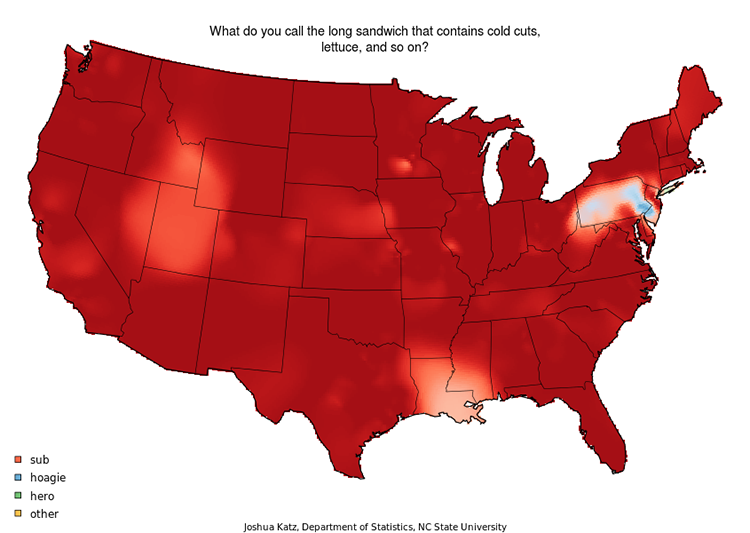 What do you call the long sandwich that contains cold cuts,
lettuce, and so on?
sub
hoagie
hero
other
Joshua Katz, Department of Statistics, NC State University